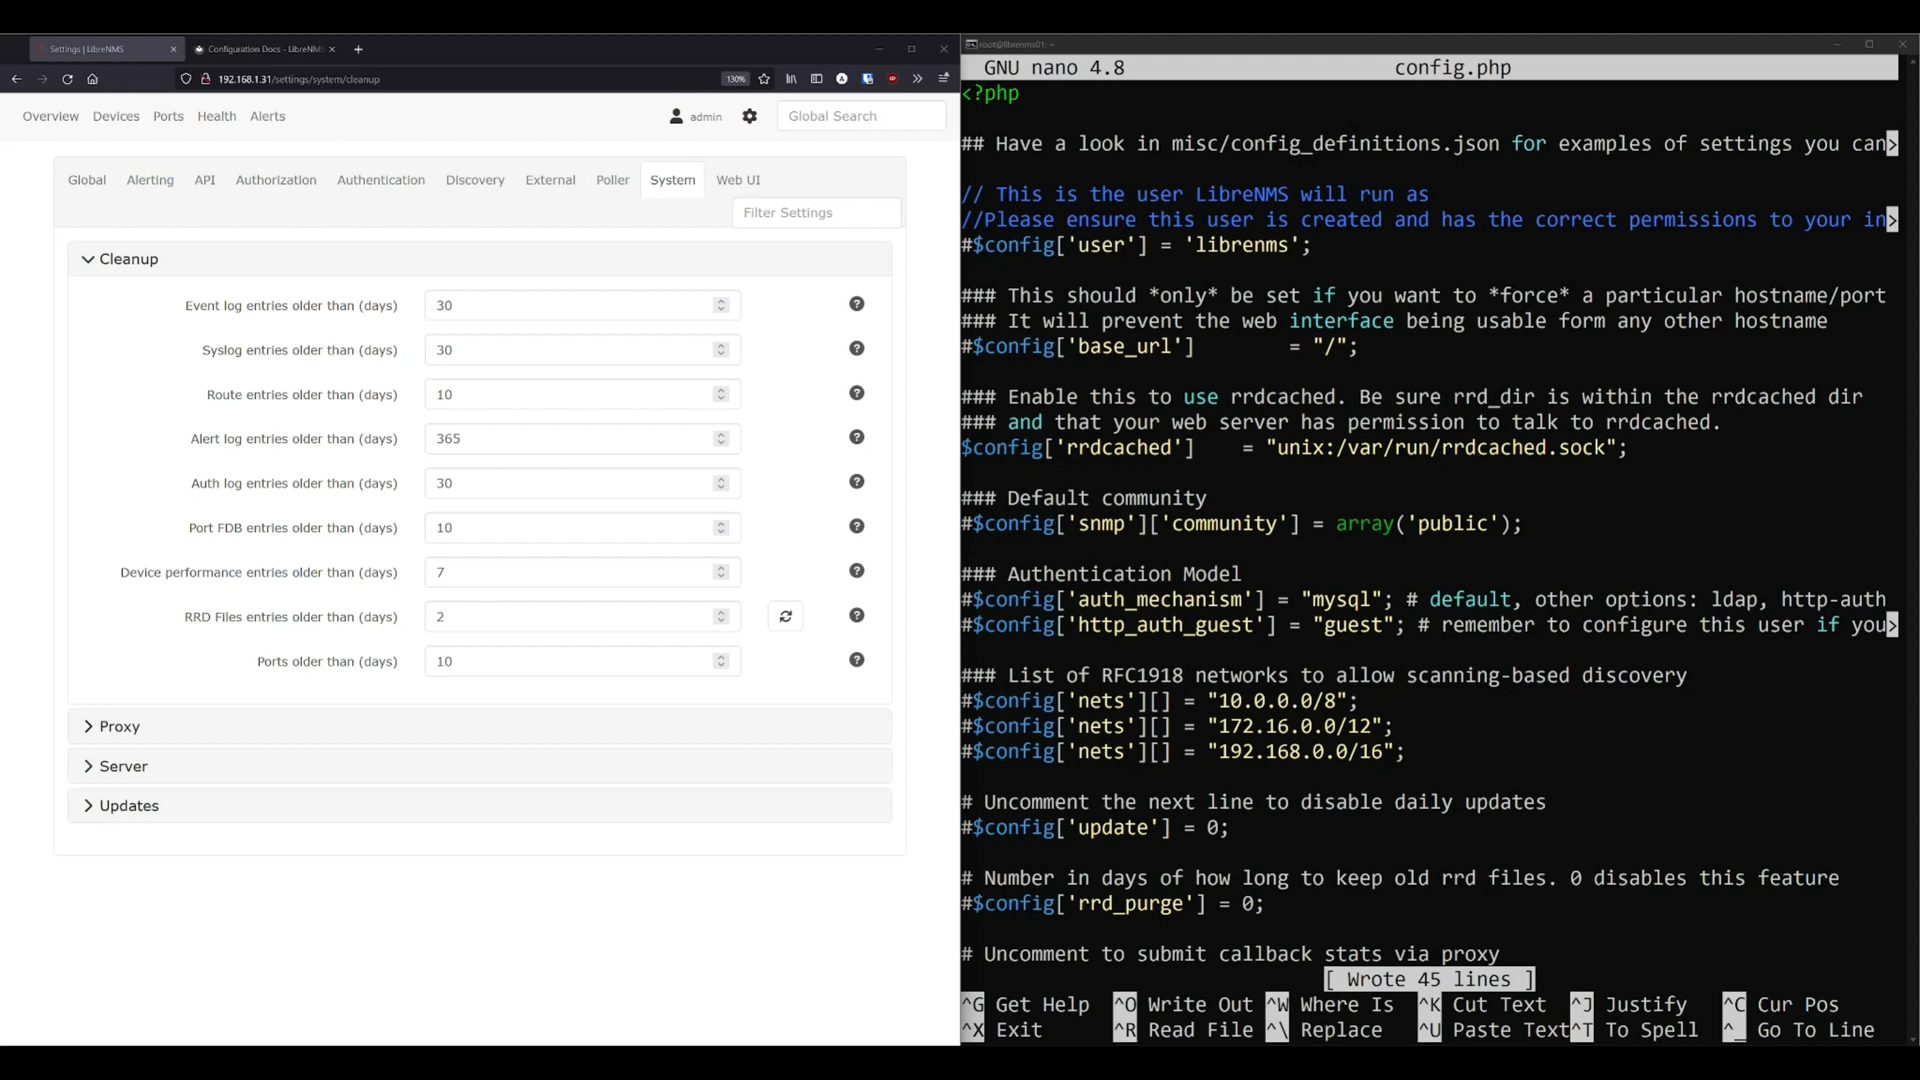 Settings | LibreNMS
Configuration Docs - LibreNMS
192.168.1.31/settings/system/cleanup
130%
Overview Devices Ports Health Alerts
admin
Global Search
Global Alerting API Authorization Authentication Discovery External Poller System Web UI
Filter Settings
Cleanup
Event log entries older than (days) 30
Syslog entries older than (days) 30
Route entries older than (days) 10
Alert log entries older than (days) 365
Auth log entries older than (days) 30
Port FDB entries older than (days) 10
Device performance entries older than (days) 7
RRD Files entries older than (days) 2
Ports older than (days) 10
Proxy
Server
Updates
root@librenms01: ~
GNU nano 4.8 config.php
<?php
## Have a look in misc/config_definitions.json for examples of settings you can>
// This is the user LibreNMS will run as
//Please ensure this user is created and has the correct permissions to your in>
#$config['user'] = 'librenms';
### This should *only* be set if you want to *force* a particular hostname/port
### It will prevent the web interface being usable form any other hostname
#$config['base_url']        = "/";
### Enable this to use rrdcached. Be sure rrd_dir is within the rrdcached dir
### and that your web server has permission to talk to rrdcached.
$config['rrdcached']    = "unix:/var/run/rrdcached.sock";
### Default community
#$config['snmp']['community'] = array('public');
### Authentication Model
#$config['auth_mechanism'] = "mysql"; # default, other options: ldap, http-auth
#$config['http_auth_guest'] = "guest"; # remember to configure this user if you>
### List of RFC1918 networks to allow scanning-based discovery
#$config['nets'][] = "10.0.0.0/8";
#$config['nets'][] = "172.16.0.0/12";
#$config['nets'][] = "192.168.0.0/16";
# Uncomment the next line to disable daily updates
#$config['update'] = 0;
# Number in days of how long to keep old rrd files. 0 disables this feature
#$config['rrd_purge'] = 0;
# Uncomment to submit callback stats via proxy
[ Wrote 45 lines ]
^G Get Help ^O Write Out ^W Where Is ^K Cut Text ^J Justify ^C Cur Pos
^X Exit ^R Read File ^\ Replace ^U Paste Text^T To Spell ^_ Go To Line